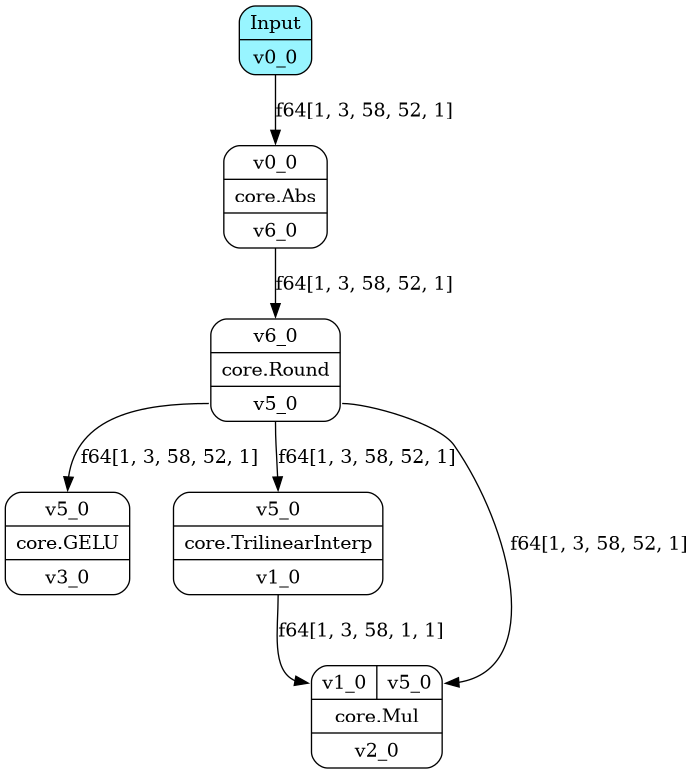 Input
v0_0
f64[1, 3, 58, 52, 1]
v0_0
core.Abs
v6_0
f64[1, 3, 58, 52, 1]
v6_0
core.Round
v5_0
f64[1, 3, 58, 52, 1]
f64[1, 3, 58, 52, 1]
v5_0
core.GELU
v3_0
v5_0
core.TrilinearInterp
v1_0
f64[1, 3, 58, 52, 1]
f64[1, 3, 58, 1, 1]
v1_0 v5_0
core.Mul
v2_0